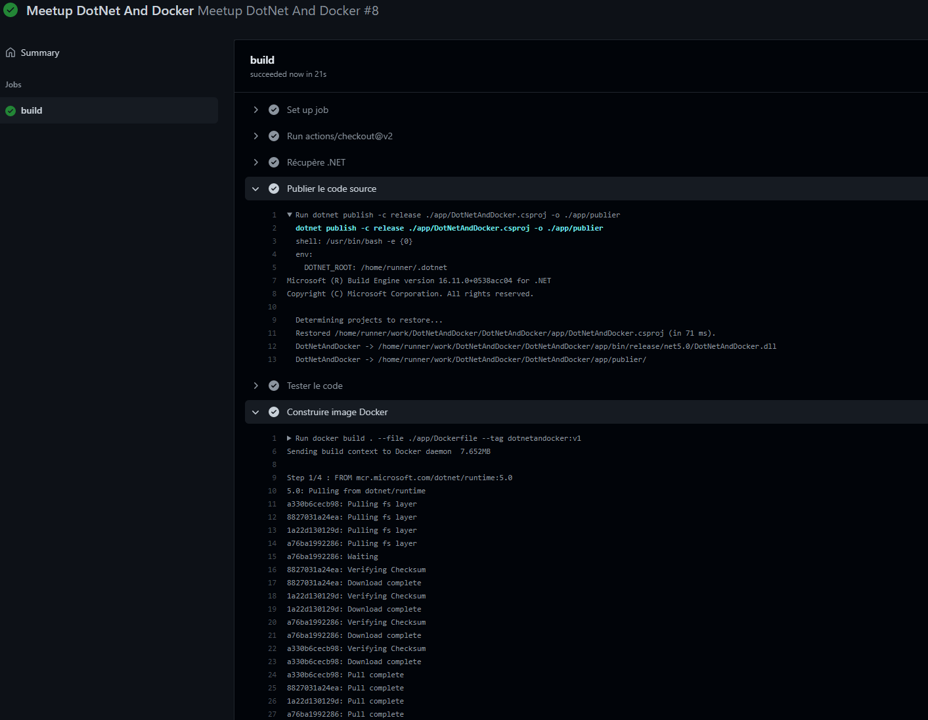 Meetup DotNet And Docker Meetup DotNet And Docker #8
Summary
Jobs
build
build
succeeded now in 21s
Set up job
Run actions/checkout@v2
Récupère .NET
Publier le code source
1 ▼ Run dotnet publish -c release ./app/DotNetAndDocker.csproj -o ./app/publier
2 dotnet publish -c release ./app/DotNetAndDocker.csproj -o ./app/publier
3 shell: /usr/bin/bash -e {0}
4 env:
5 DOTNET_ROOT: /home/runner/.dotnet
7 Microsoft (R) Build Engine version 16.11.0+0538acc04 for .NET
8 Copyright (C) Microsoft Corporation. All rights reserved.
10
9 Determining projects to restore...
11 Restored /home/runner/work/DotNetAndDocker/DotNetAndDocker/app/DotNetAndDocker.csproj (in 71 ms).
12 DotNetAndDocker -> /home/runner/work/DotNetAndDocker/DotNetAndDocker/app/bin/release/net5.0/DotNetAndDocker.dll
13 DotNetAndDocker -> /home/runner/work/DotNetAndDocker/DotNetAndDocker/app/publier/
Tester le code
Construire image Docker
1 ▶ Run docker build . --file ./app/Dockerfile --tag dotnetandocker:v1
6 Sending build context to Docker daemon 7.652MB
8
9 Step 1/4 : FROM mcr.microsoft.com/dotnet/runtime:5.0
10 5.0: Pulling from dotnet/runtime
11 a330b6cecb98: Pulling fs layer
12 8827031a24ea: Pulling fs layer
13 1a22d130129d: Pulling fs layer
14 a76ba1992286: Pulling fs layer
15 a76ba1992286: Waiting
16 8827031a24ea: Verifying Checksum
17 8827031a24ea: Download complete
18 1a22d130129d: Verifying Checksum
19 1a22d130129d: Download complete
20 a76ba1992286: Verifying Checksum
21 a76ba1992286: Download complete
22 a330b6cecb98: Verifying Checksum
23 a330b6cecb98: Download complete
24 a330b6cecb98: Pull complete
25 8827031a24ea: Pull complete
26 1a22d130129d: Pull complete
27 a76ba1992286: Pull complete